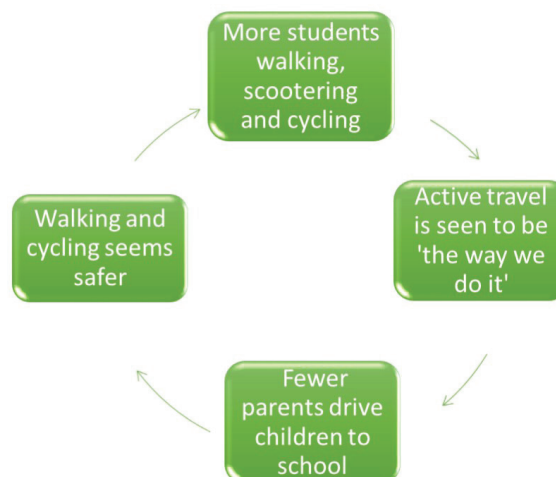 More students
walking,
scootering
and cycling
Active travel
is seen to be
'the way we
do it'
Fewer
parents drive
children to
school
Walking and
cycling seems
safer